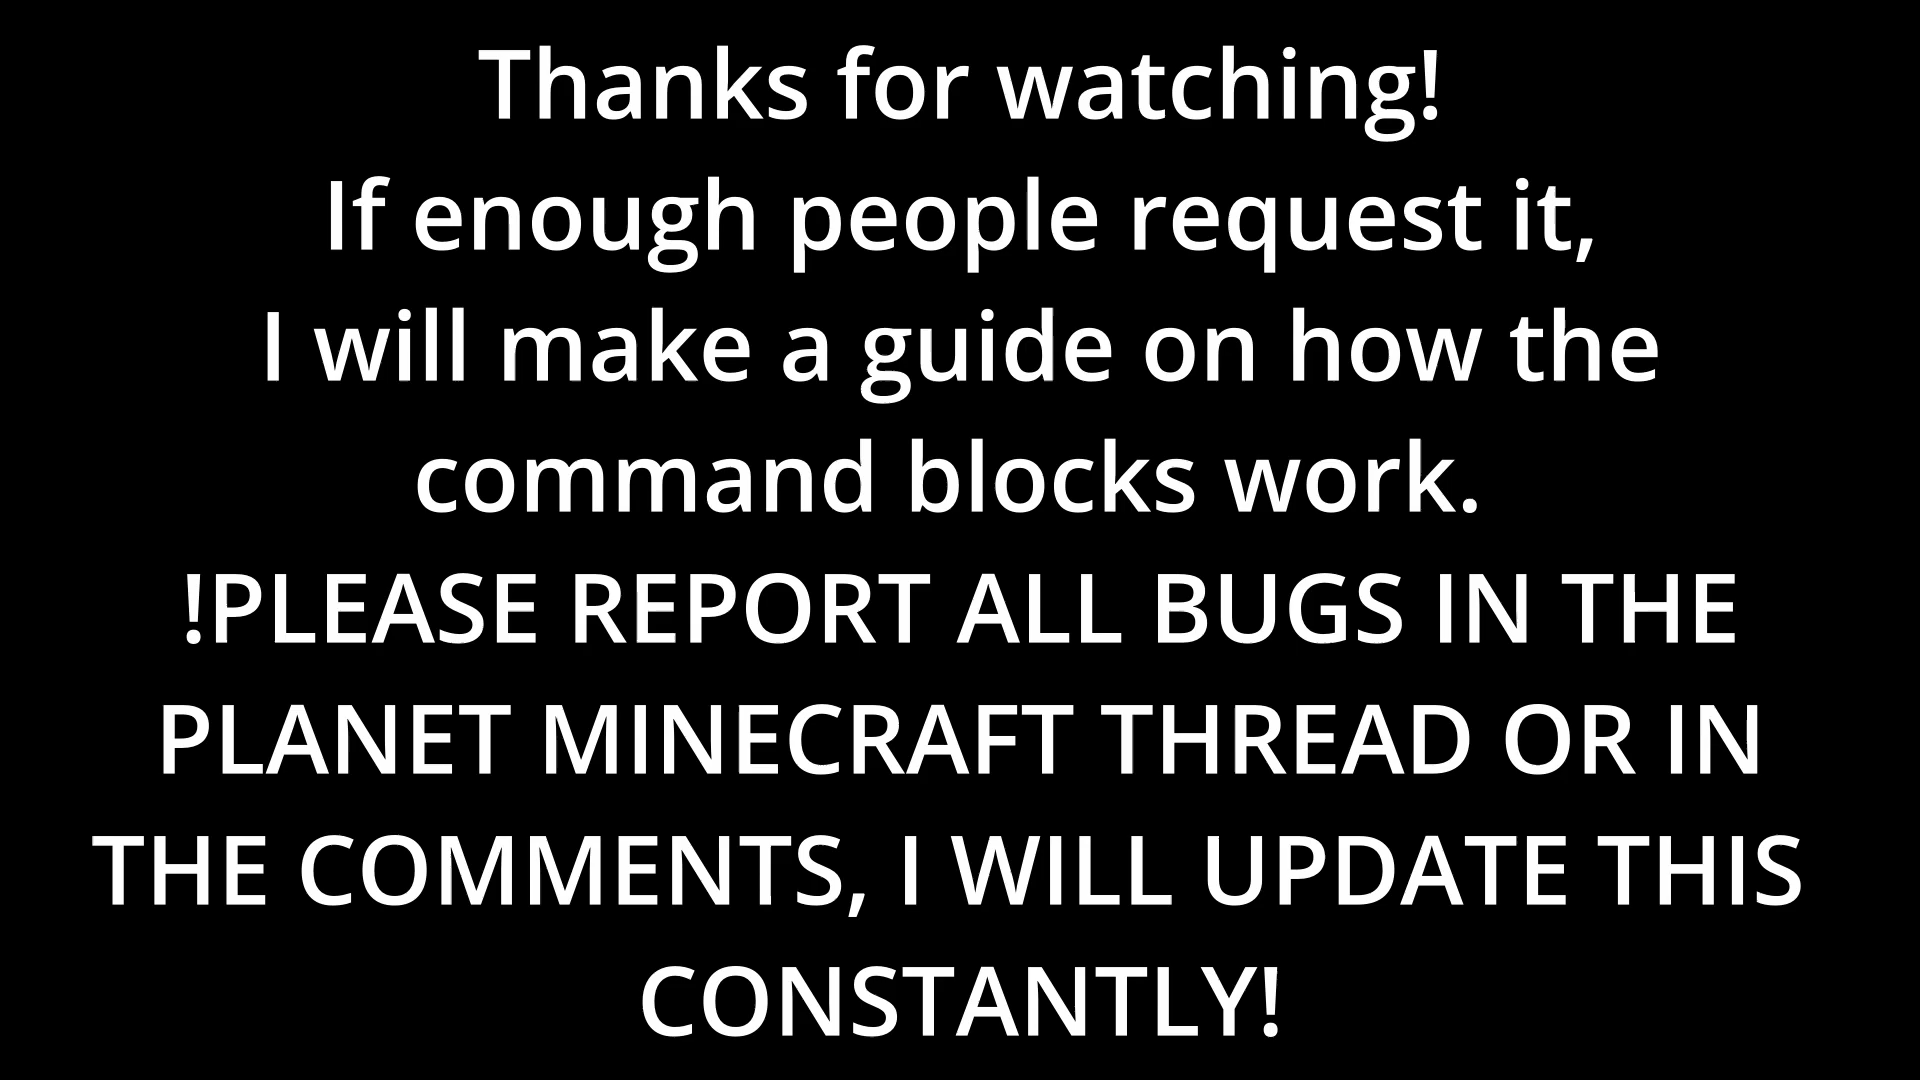 Thanks for watching!
If enough people request it,
I will make a guide on how the
command blocks work.
!PLEASE REPORT ALL BUGS IN THE
PLANET MINECRAFT THREAD OR IN
THE COMMENTS, I WILL UPDATE THIS
CONSTANTLY!